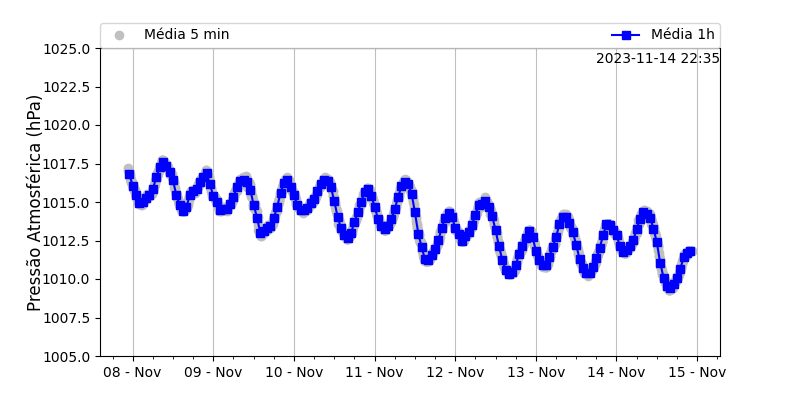 Média 5 min
Média 1h
2023-11-14 22:35
Pressão Atmosférica (hPa)
1025.0
1022.5
1020.0
1017.5
1015.0
1012.5
1010.0
1007.5
1005.0
08 - Nov
09 - Nov
10 - Nov
11 - Nov
12 - Nov
13 - Nov
14 - Nov
15 - Nov